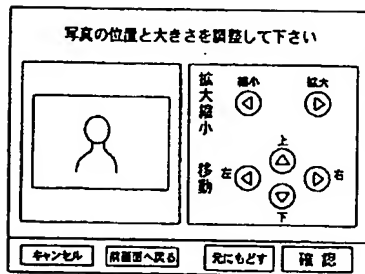 写真の位置と大きさを調整して下さい
拡大縮小
縮小 拡大
移動
上
左 右
下
キャンセル 前画面へ戻る 元にもどす 確認